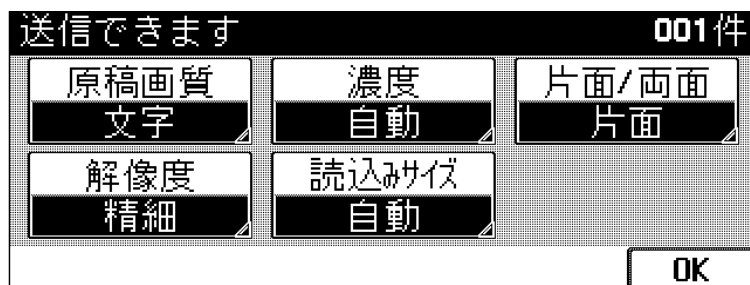 送信できます 001件
原稿画質 濃度 片面/両面
文字 自動 片面
解像度 読込みサイズ
精細 自動
OK